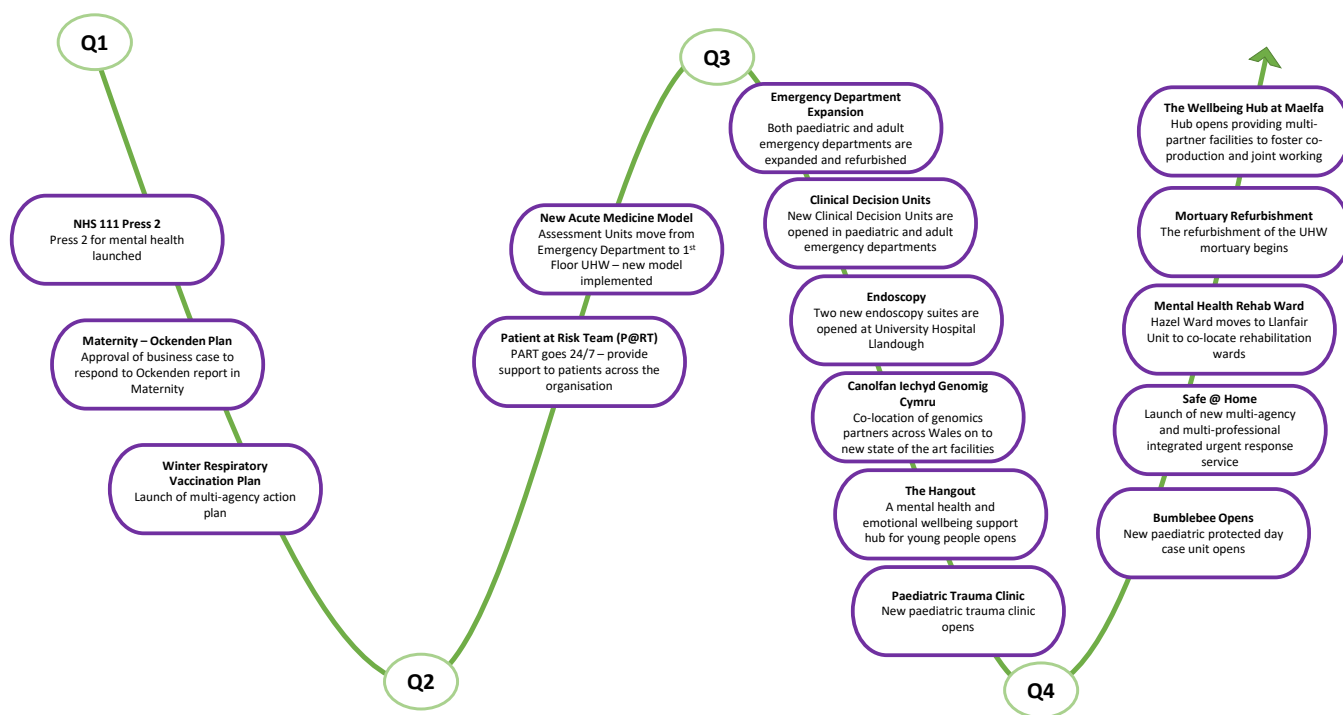 Q1
NHS 111 Press 2
Press 2 for mental health
launched
Maternity – Ockenden Plan
Approval of business case to
respond to Ockenden report in
Maternity
Winter Respiratory
Vaccination Plan
Launch of multi-agency action
plan
Q2
New Acute Medicine Model
Assessment Units move from
Emergency Department to 1st
Floor UHW – new model
implemented
Patient at Risk Team (P@RT)
PART goes 24/7 – provide
support to patients across the
organisation
Q3
Emergency Department
Expansion
Both paediatric and adult
emergency departments are
expanded and refurbished
Clinical Decision Units
New Clinical Decision Units are
opened in paediatric and adult
emergency departments
Endoscopy
Two new endoscopy suites are
opened at University Hospital
Llandough
Canolfan Iechyd Genomig
Cymru
Co-location of genomics
partners across Wales on to
new state of the art facilities
The Hangout
A mental health and
emotional wellbeing support
hub for young people opens
Paediatric Trauma Clinic
New paediatric trauma clinic
opens
Q4
The Wellbeing Hub at Maelfa
Hub opens providing multi-
partner facilities to foster co-
production and joint working
Mortuary Refurbishment
The refurbishment of the UHW
mortuary begins
Mental Health Rehab Ward
Hazel Ward moves to Llanfair
Unit to co-locate rehabilitation
wards
Safe @ Home
Launch of new multi-agency
and multi-professional
integrated urgent response
service
Bumblebee Opens
New paediatric protected day
case unit opens